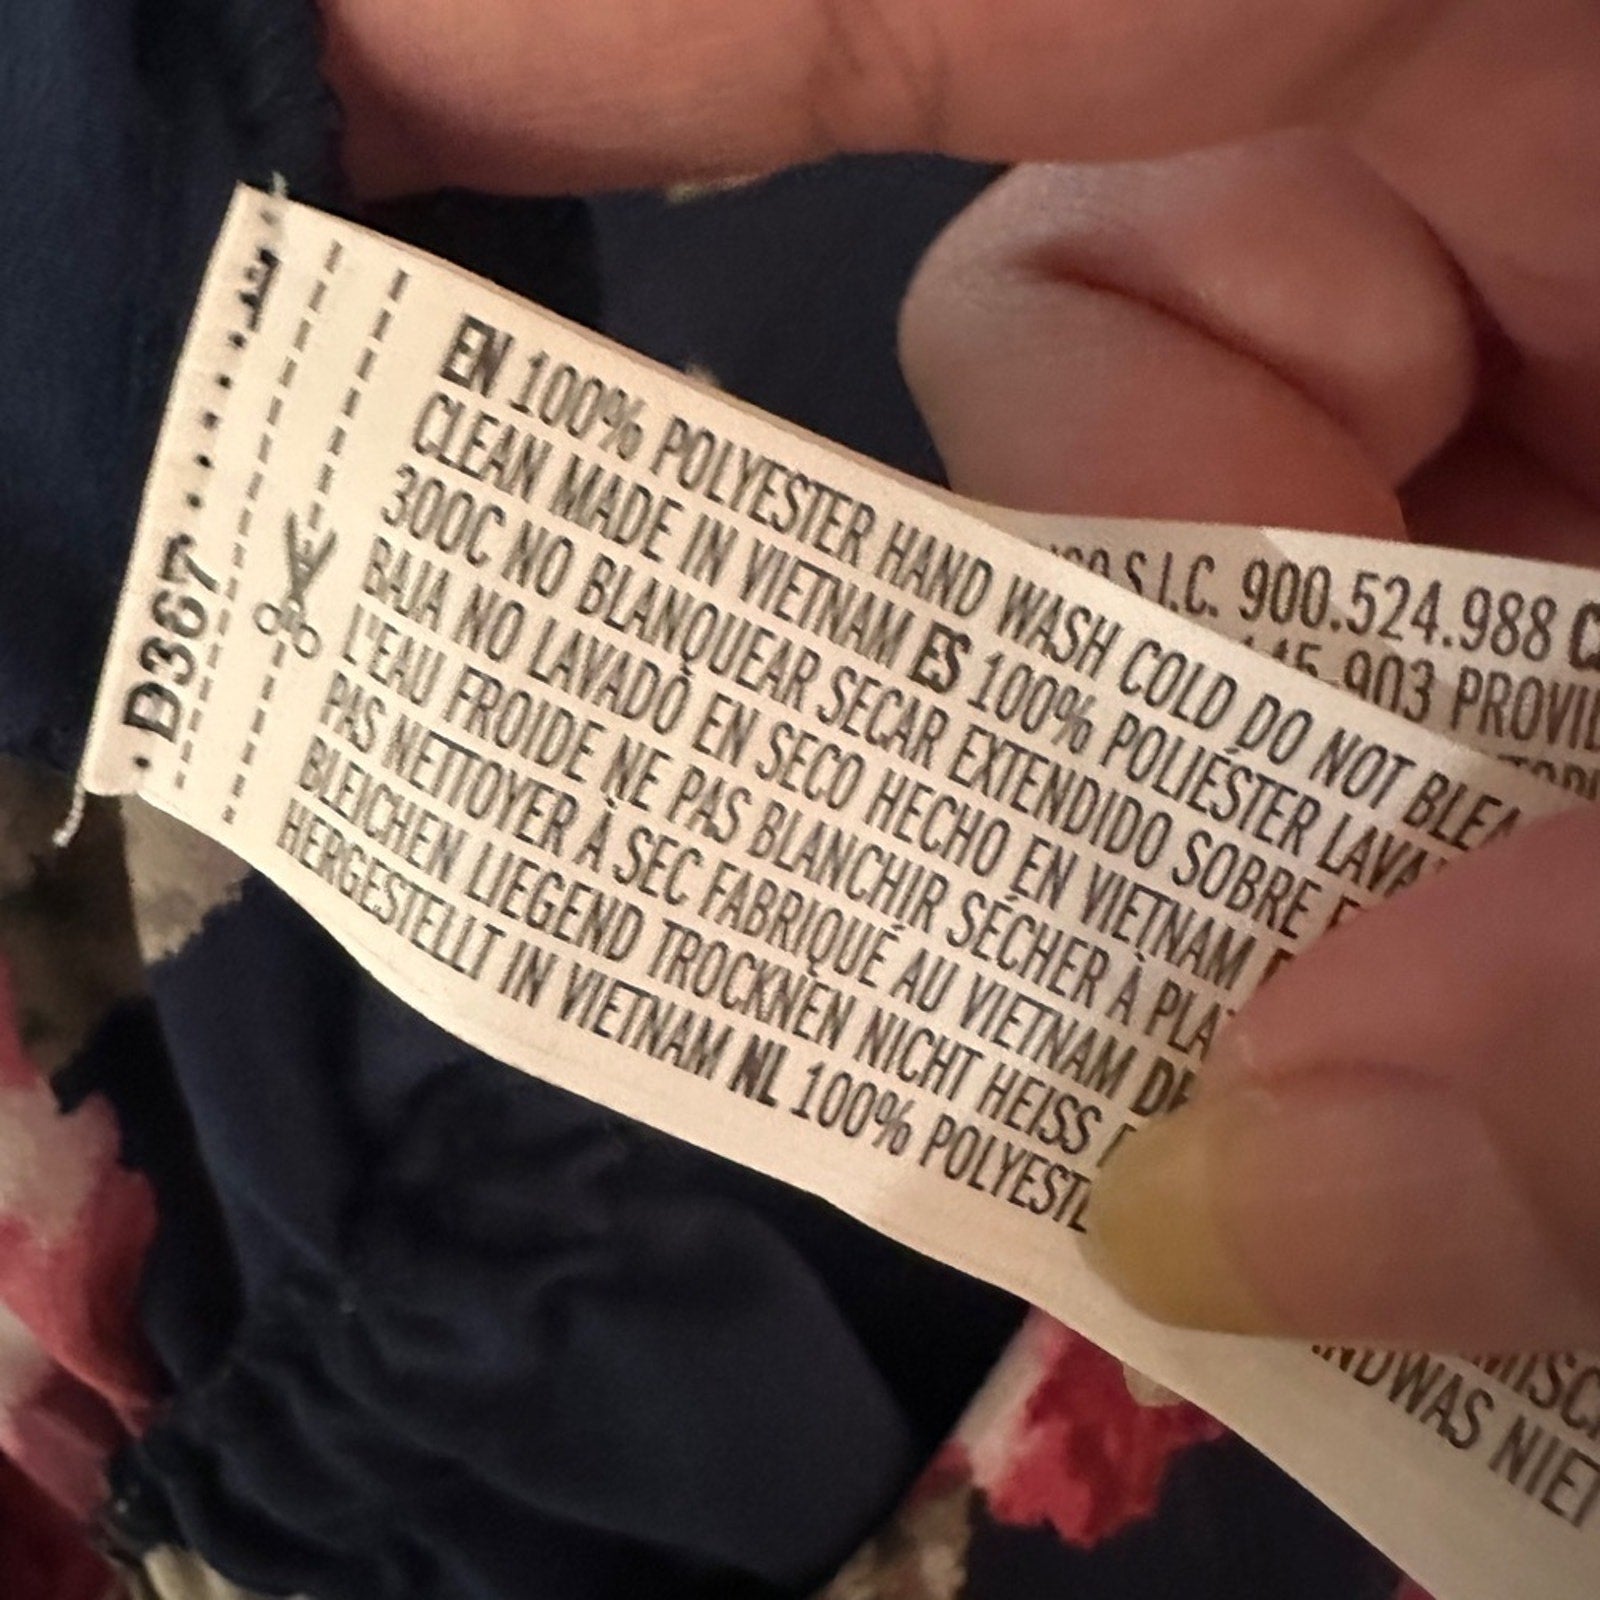 D367
EN 100% POLYESTER HAND WASH COLD DO NOT BLEA
CLEAN MADE IN VIETNAM ES 100% POLIÉSTER LAVA
300C NO BLANQUEAR SECAR EXTENDIDO SOBRE
BAJA NO LAVADO EN SECO HECHO EN VIETNAM
L'EAU FROIDE NE PAS BLANCHIR SÉCHER À PLA
PAS NETTOYER À SEC FABRIQUÉ AU VIETNAM DE
BLEICHEN LIEGEND TROCKNEN NICHT HEISS
HERGESTELLT IN VIETNAM NL 100% POLYESTE
S.I.C. 900.524.988
903 PROVI
NDWAS NIET